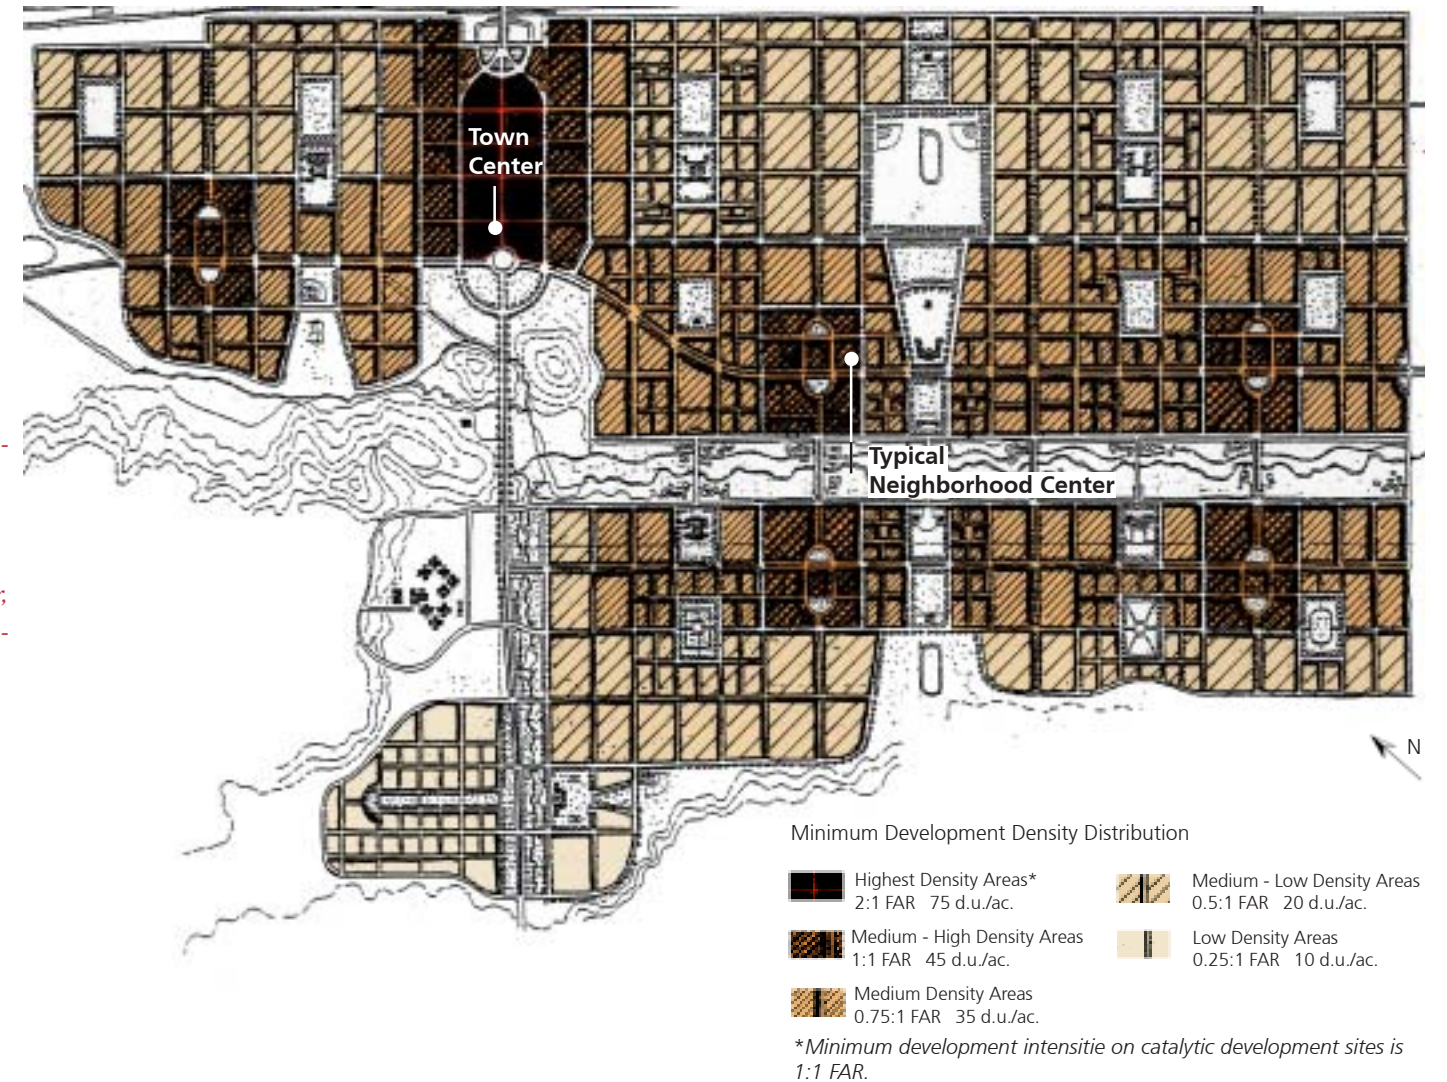 Town
Center
Typical
Neighborhood Center
N
Minimum Development Density Distribution
Highest Density Areas*
2:1 FAR 75 d.u./ac.
Medium - High Density Areas
1:1 FAR 45 d.u./ac.
Medium Density Areas
0.75:1 FAR 35 d.u./ac.
Medium - Low Density Areas
0.5:1 FAR 20 d.u./ac.
Low Density Areas
0.25:1 FAR 10 d.u./ac.
*Minimum development intensitie on catalytic development sites is
1:1 FAR.